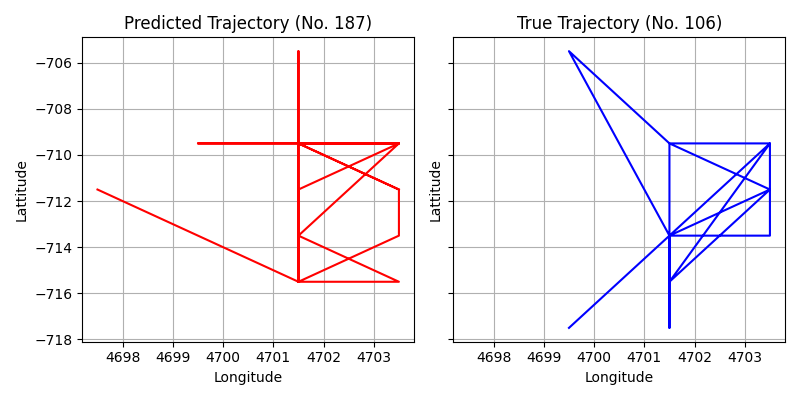 Predicted Trajectory (No. 187)
True Trajectory (No. 106)
−706
−708
−710
−712
−714
−716
−718
Lattitude
Lattitude
4698 4699 4700 4701 4702 4703
4698 4699 4700 4701 4702 4703
Longitude
Longitude